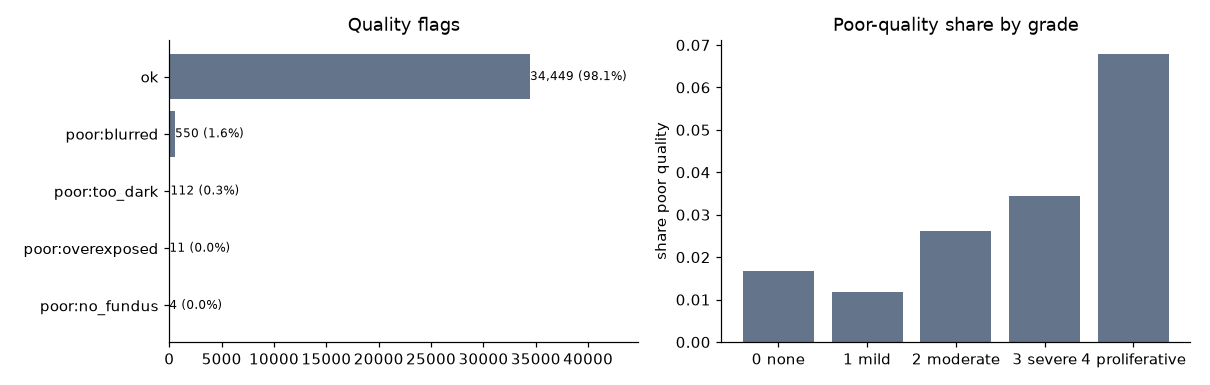 Quality flags
ok
34,449 (98.1%)
poor:blurred
550 (1.6%)
poor:too_dark
112 (0.3%)
poor:overexposed
11 (0.0%)
poor:no_fundus
4 (0.0%)
0 5000 10000 15000 20000 25000 30000 35000 40000
Poor-quality share by grade
share poor quality
0.07
0.06
0.05
0.04
0.03
0.02
0.01
0.00
0 none 1 mild 2 moderate 3 severe 4 proliferative